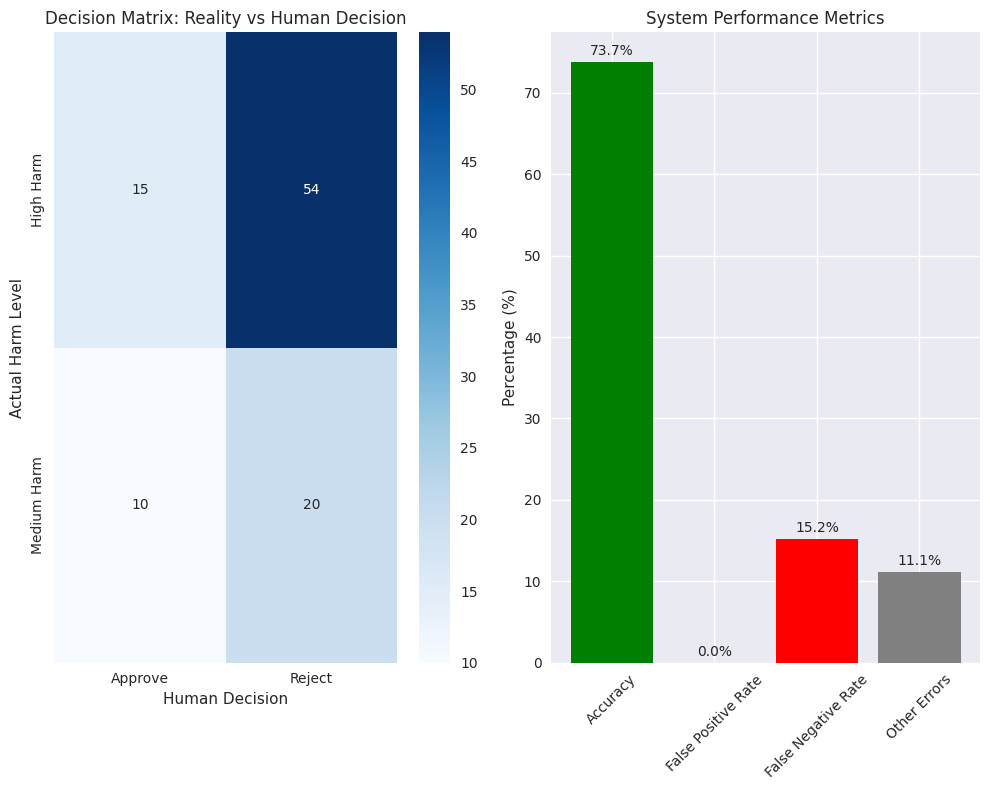 Decision Matrix: Reality vs Human Decision
Actual Harm Level
High Harm
Medium Harm
15
54
10
20
Approve
Reject
Human Decision
50
45
40
35
30
25
20
15
10
System Performance Metrics
Percentage (%)
70
60
50
40
30
20
10
0
73.7%
0.0%
15.2%
11.1%
Accuracy
False Positive Rate
False Negative Rate
Other Errors